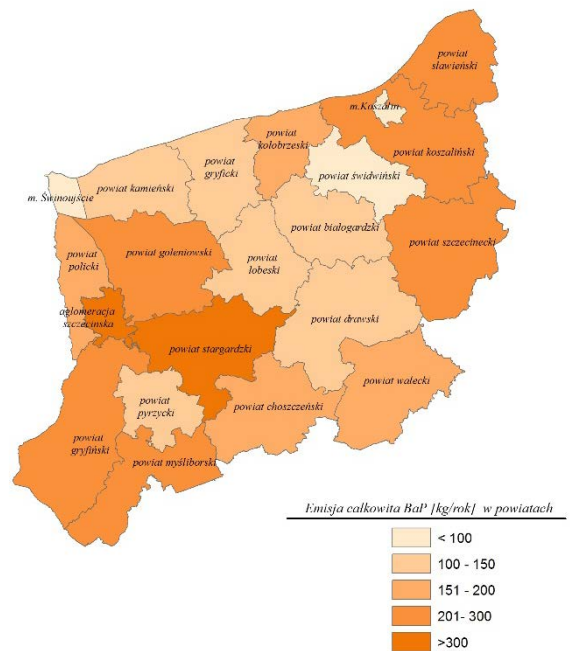 powiat
sławieński
m.Koszalin
powiat
kołobrzeski
powiat koszaliński
powiat
gryficki
powiat świdwiński
powiat kamieński
m. Świnoujście
powiat białogardzki
powiat szczecinecki
powiat goleniowski
powiat
policki
powiat
łobeski
aglomeracja
szczecińska
powiat drawski
powiat stargardzki
powiat wałecki
powiat
pyrzycki
powiat choszczeński
powiat
gryfiński
powiat myśliborski
Emisja całkowita BaP [kg/rok] w powiatach
< 100
100 - 150
151 - 200
201- 300
>300